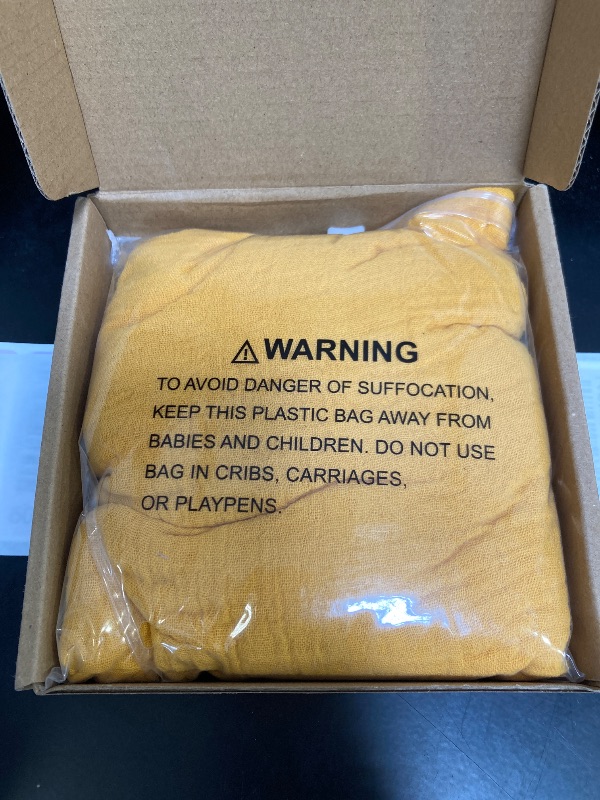 ⚠ WARNING
TO AVOID DANGER OF SUFFOCATION,
KEEP THIS PLASTIC BAG AWAY FROM
BABIES AND CHILDREN. DO NOT USE
BAG IN CRIBS, CARRIAGES,
OR PLAYPENS.